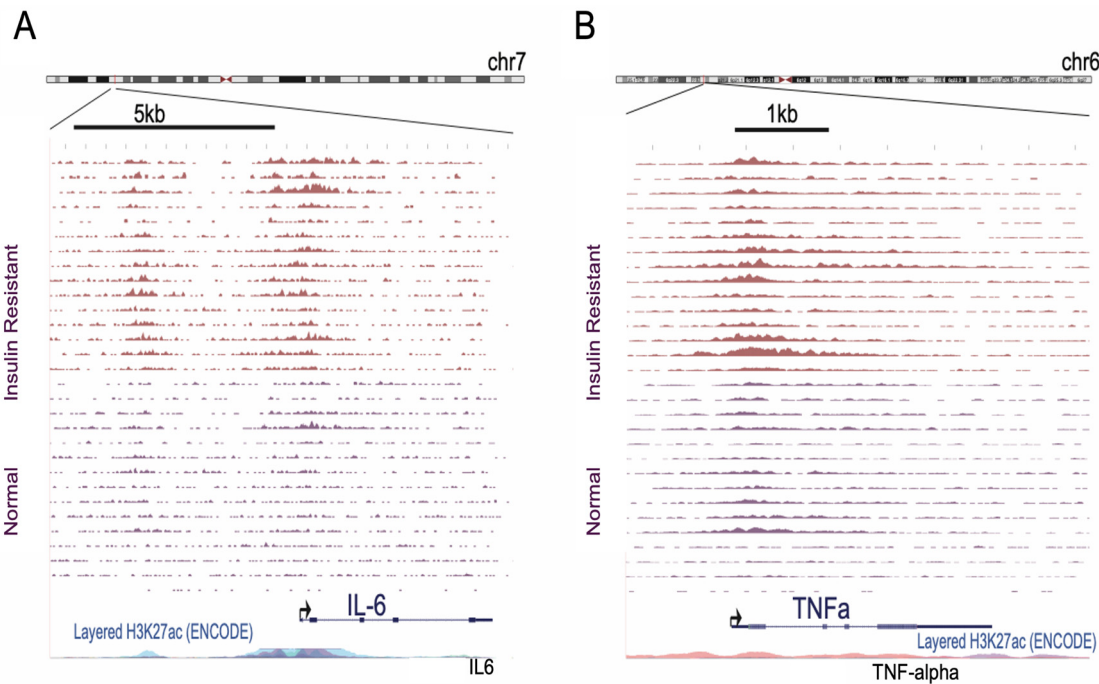 A
chr7
5kb
Insulin Resistant
Normal
IL-6
Layered H3K27ac (ENCODE)
IL6
B
chr6
1kb
Insulin Resistant
Normal
TNFa
Layered H3K27ac (ENCODE)
TNF-alpha